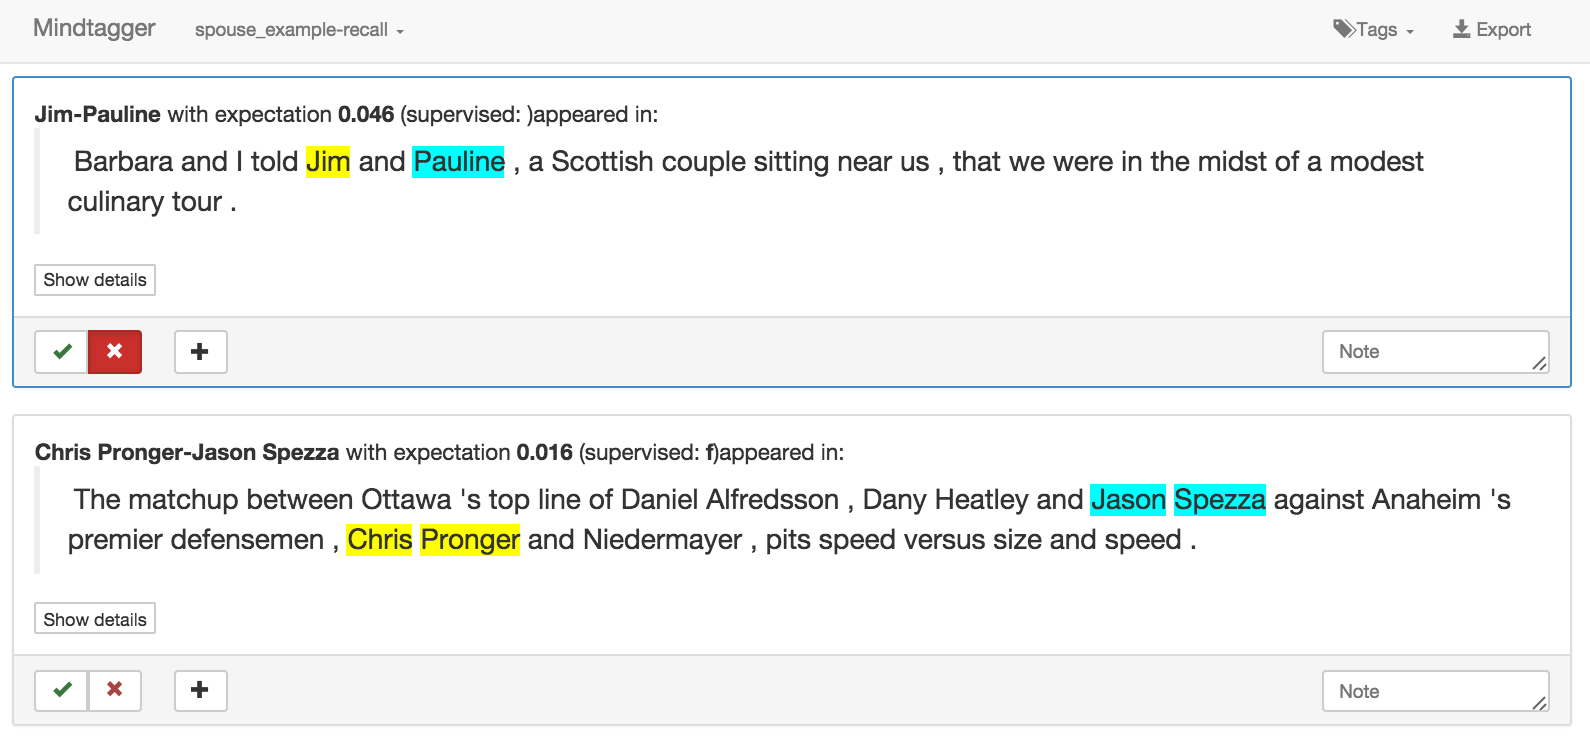 Mindtagger spouse_example-recall Tags Export
Jim-Pauline with expectation 0.046 (supervised: )appeared in:
Barbara and I told Jim and Pauline , a Scottish couple sitting near us , that we were in the midst of a modest
culinary tour .
Show details
Note
Chris Pronger-Jason Spezza with expectation 0.016 (supervised: f)appeared in:
The matchup between Ottawa 's top line of Daniel Alfredsson , Dany Heatley and Jason Spezza against Anaheim 's
premier defensemen , Chris Pronger and Niedermayer , pits speed versus size and speed .
Show details
Note